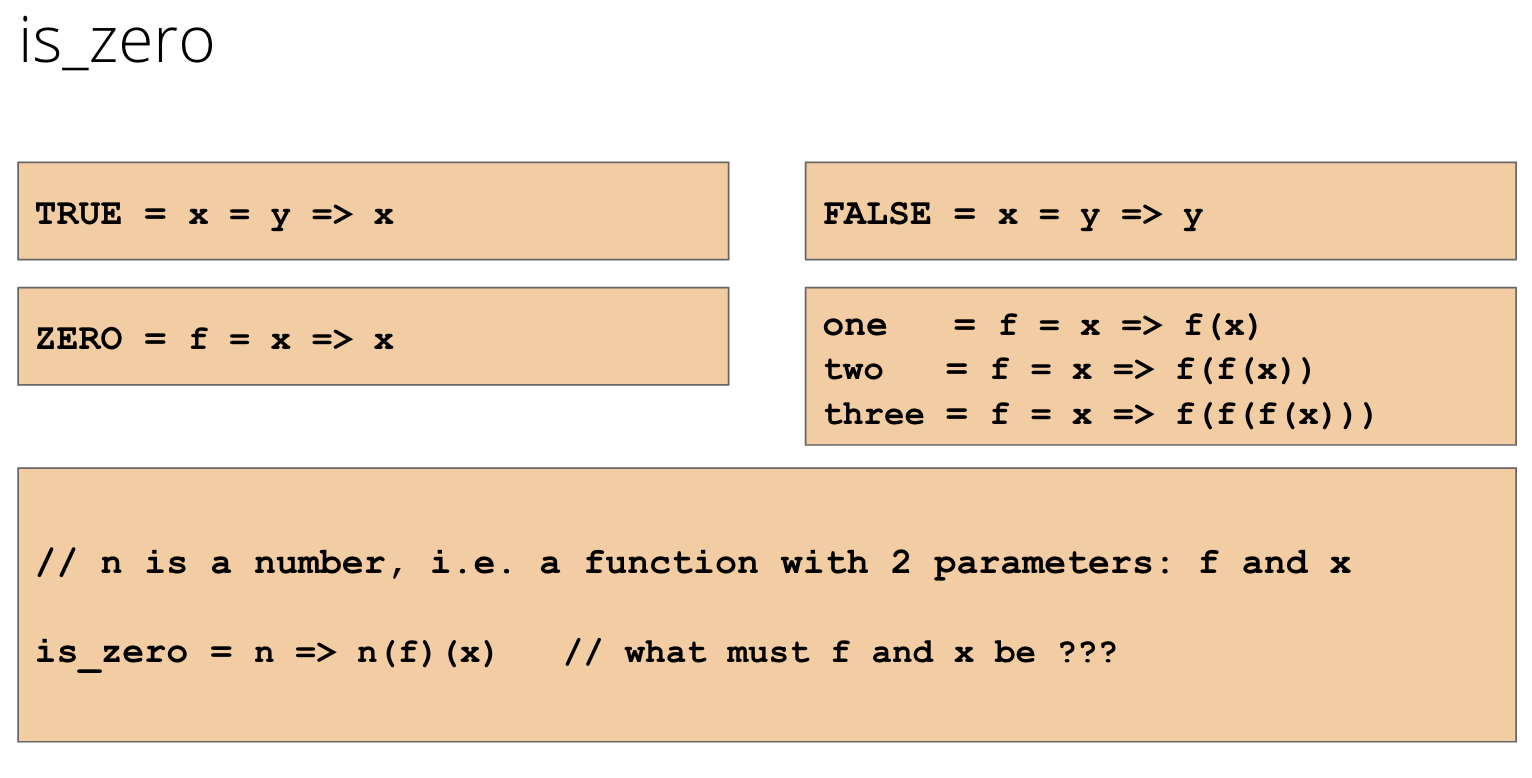 is_zero
TRUE = x = y => x
FALSE = x = y => y
ZERO = f = x => x
one   = f = x => f(x)
two   = f = x => f(f(x))
three = f = x => f(f(f(x)))
// n is a number, i.e. a function with 2 parameters: f and x
is_zero = n => n(f)(x)   // what must f and x be ???